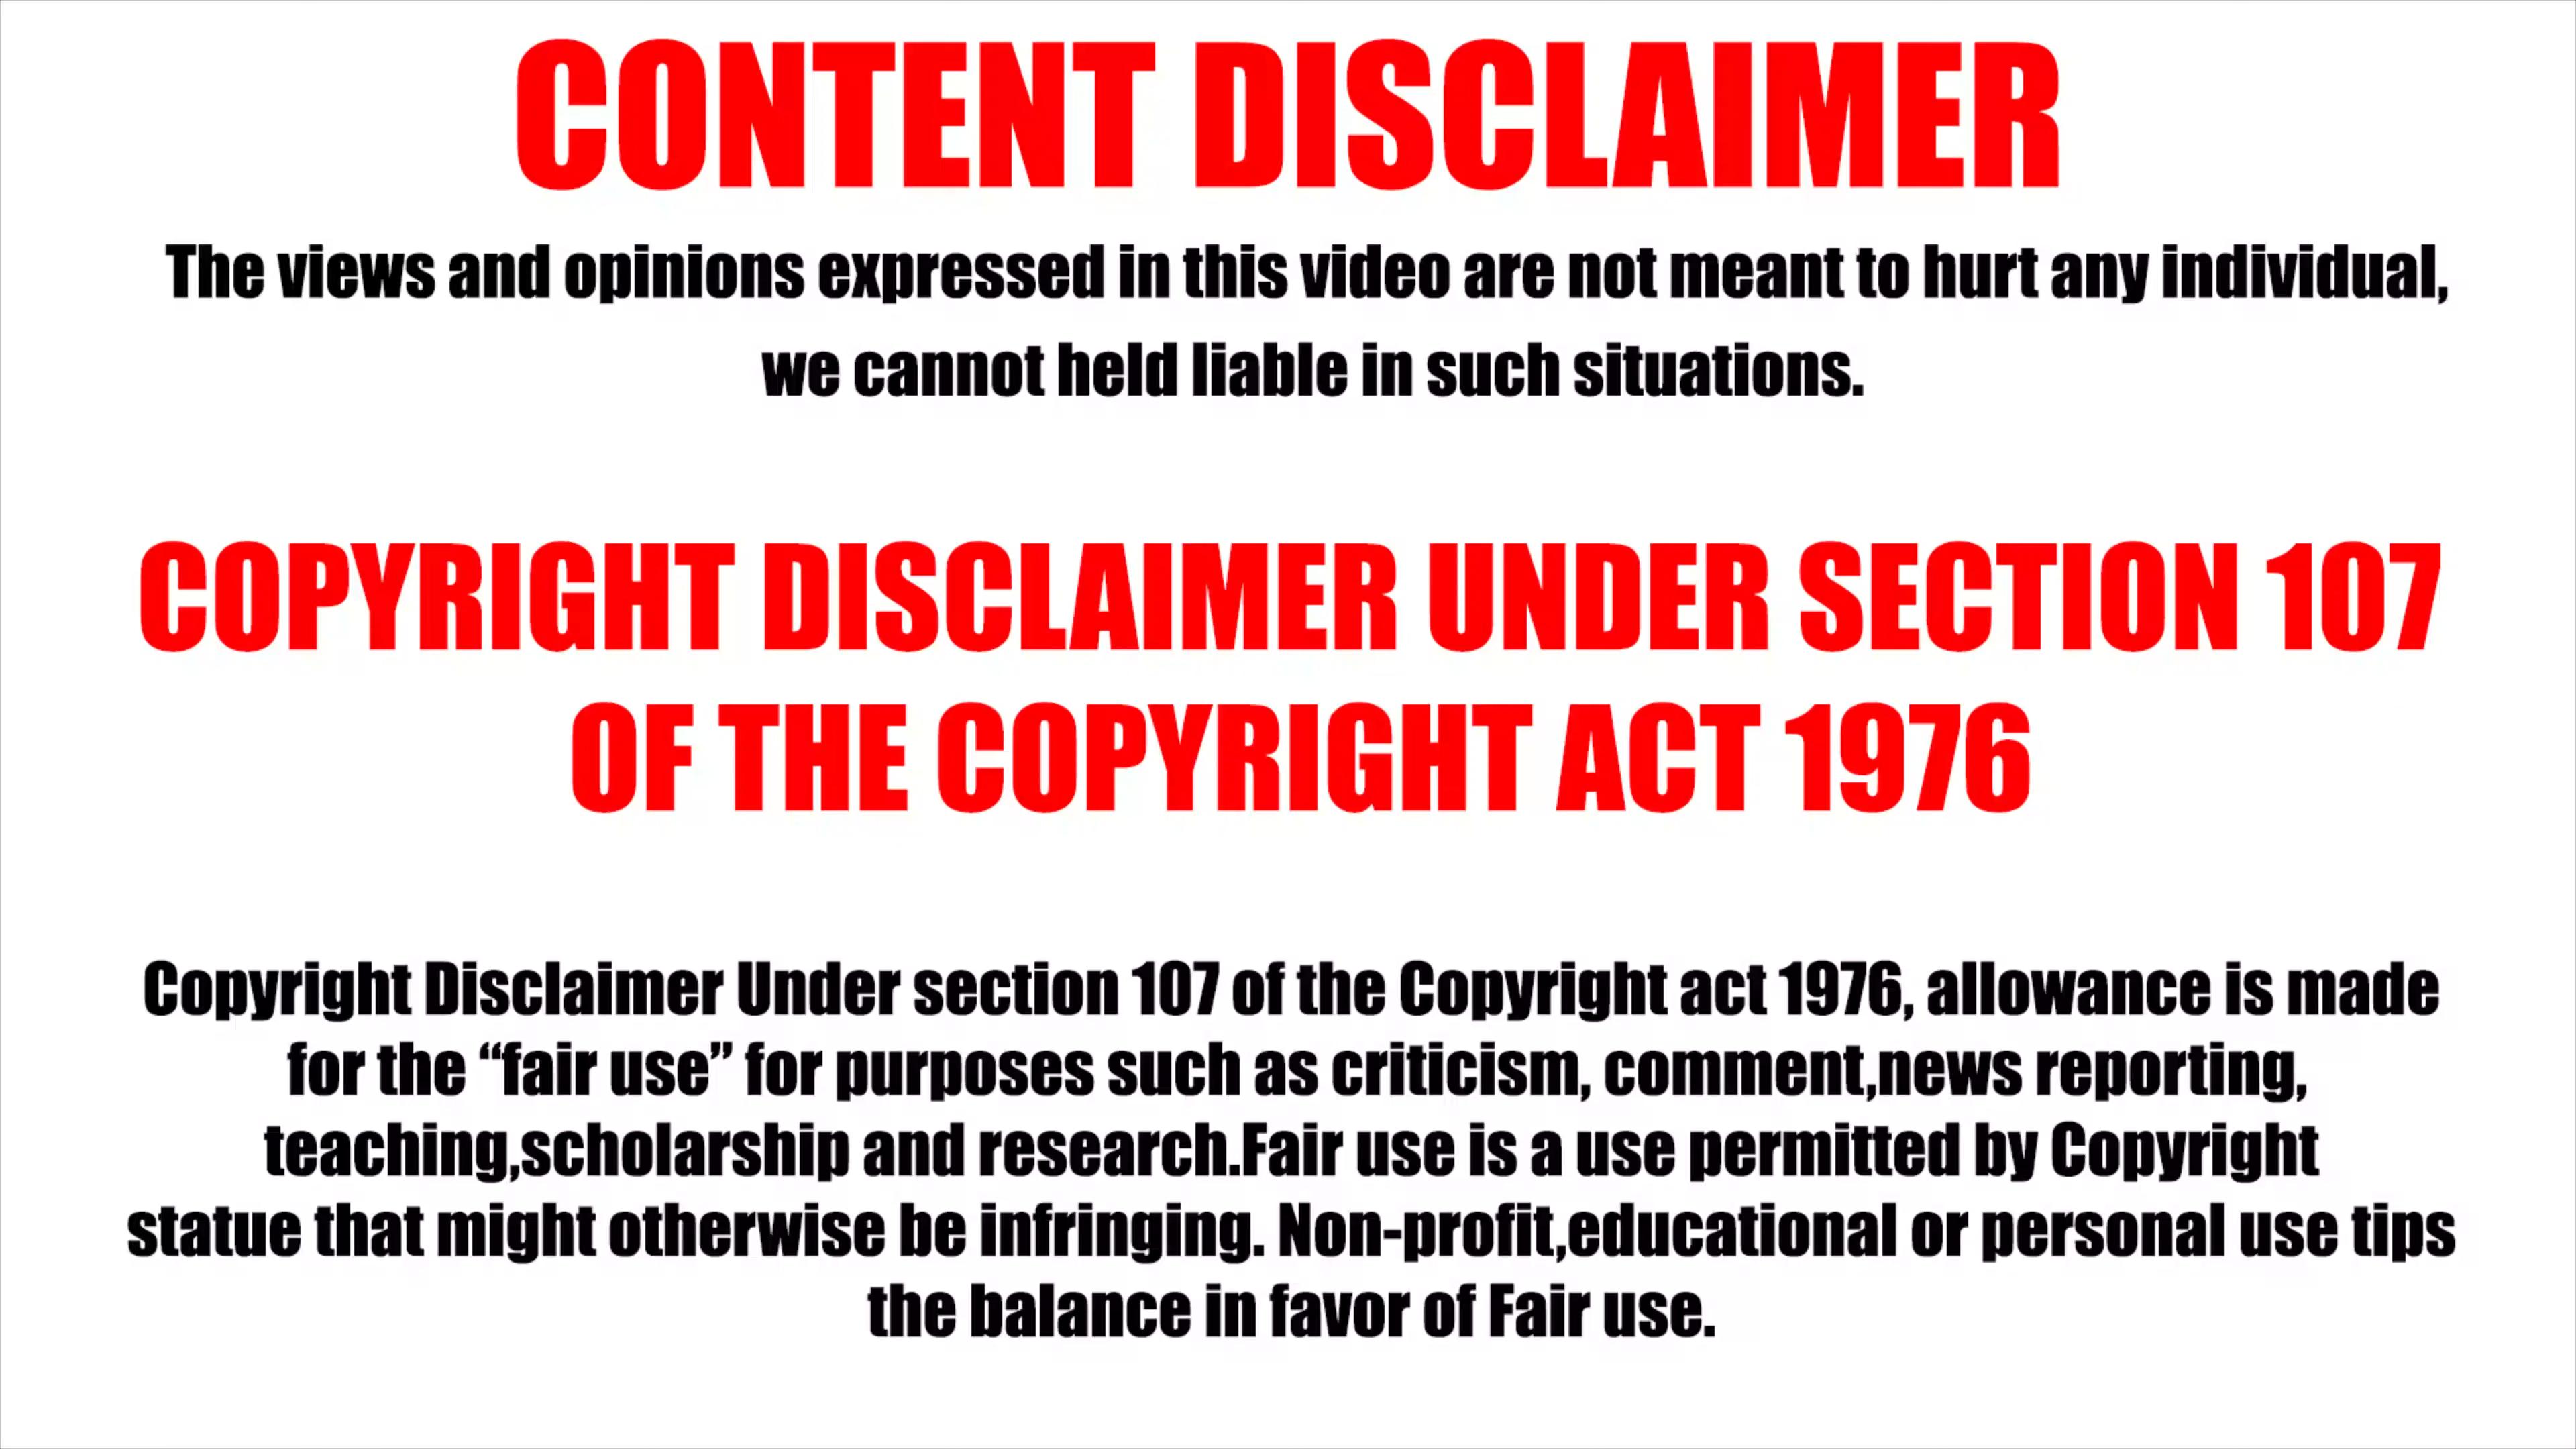 CONTENT DISCLAIMER
The views and opinions expressed in this video are not meant to hurt any individual,
we cannot held liable in such situations.
COPYRIGHT DISCLAIMER UNDER SECTION 107
OF THE COPYRIGHT ACT 1976
Copyright Disclaimer Under section 107 of the Copyright act 1976, allowance is made
for the “fair use” for purposes such as criticism, comment,news reporting,
teaching,scholarship and research.Fair use is a use permitted by Copyright
statue that might otherwise be infringing. Non-profit,educational or personal use tips
the balance in favor of Fair use.